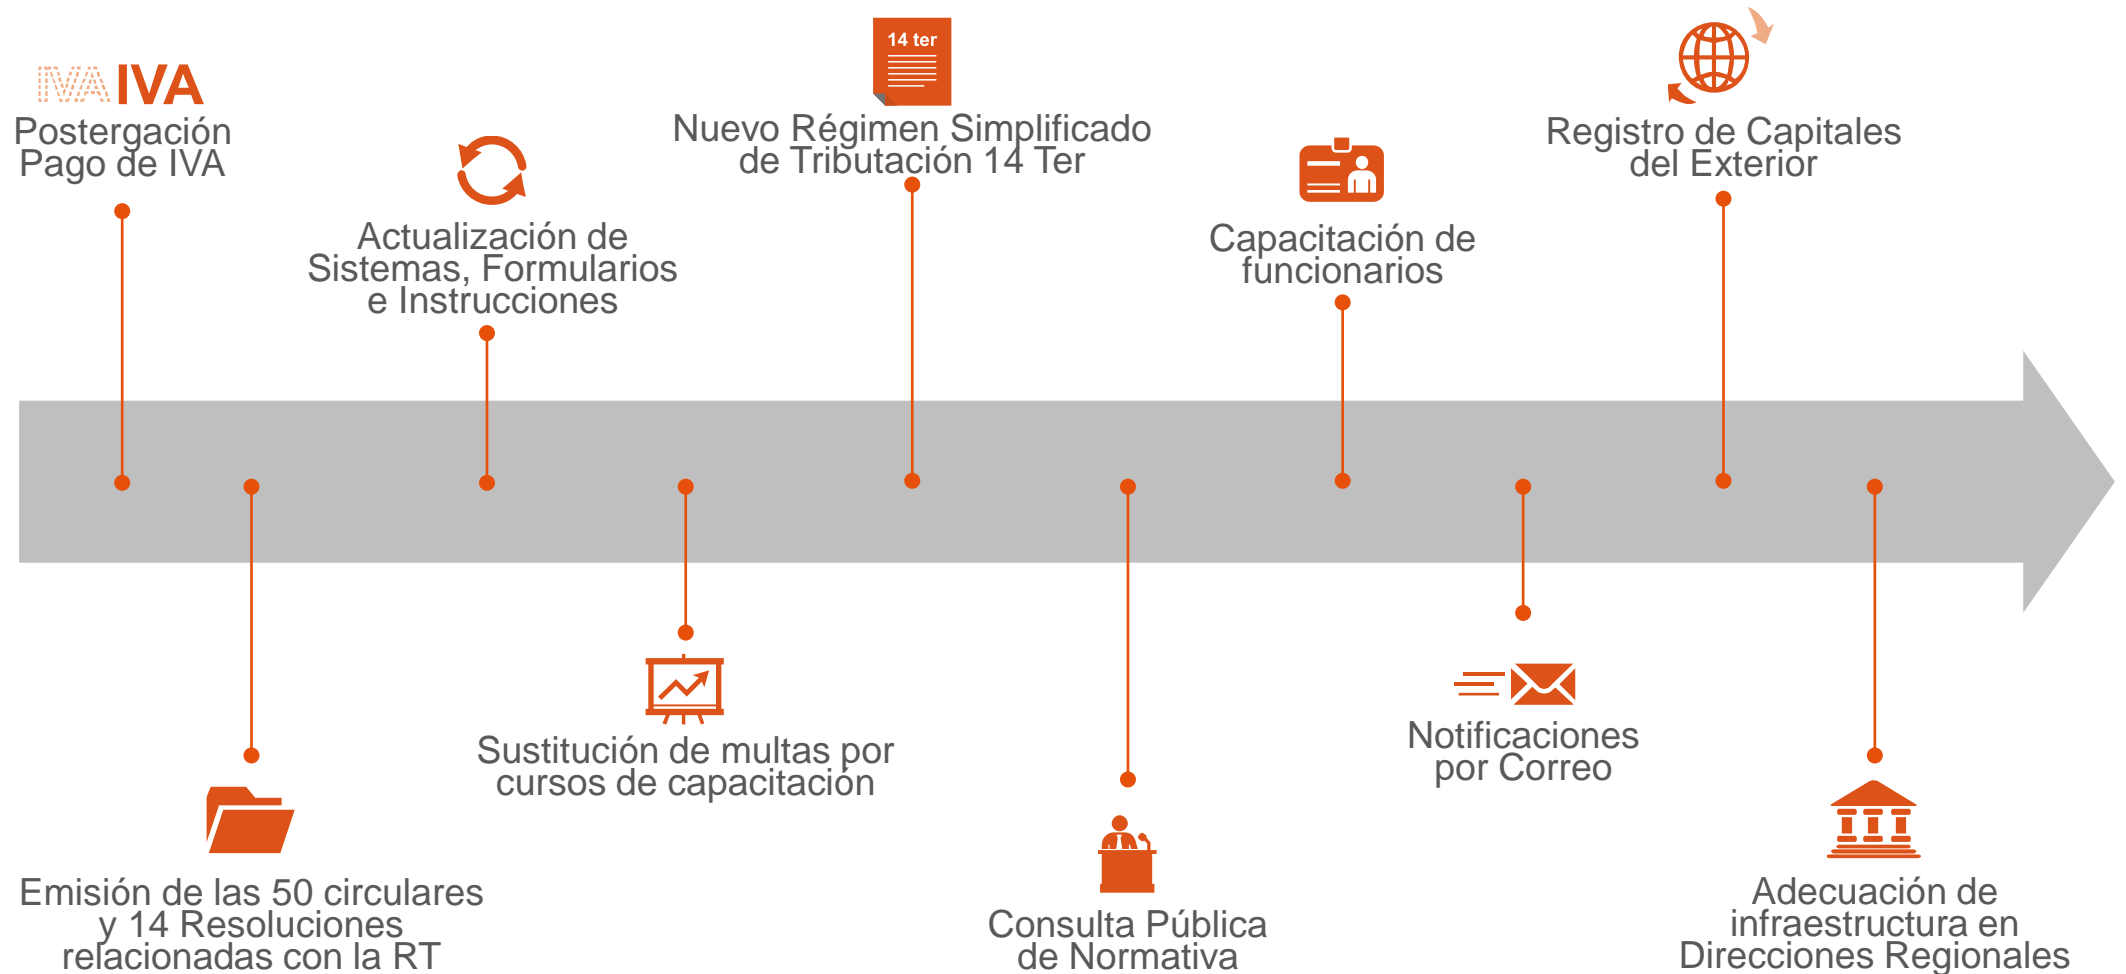 IVA IVA
Postergación
Pago de IVA
Actualización de
Sistemas, Formularios
e Instrucciones
14 ter
Nuevo Régimen Simplificado
de Tributación 14 Ter
Capacitación de
funcionarios
Registro de Capitales
del Exterior
Emisión de las 50 circulares
y 14 Resoluciones
relacionadas con la RT
Sustitución de multas por
cursos de capacitación
Consulta Pública
de Normativa
Notificaciones
por Correo
Adecuación de
infraestructura en
Direcciones Regionales